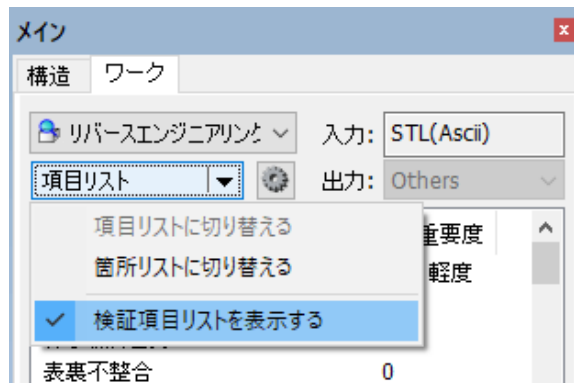 メイン
構造 ワーク
リバースエンジニアリング 入力: STL(Ascii)
項目リスト 出力: Others
項目リストに切り替える
重要度
箇所リストに切り替える
軽度
検証項目リストを表示する
表裏不整合 0